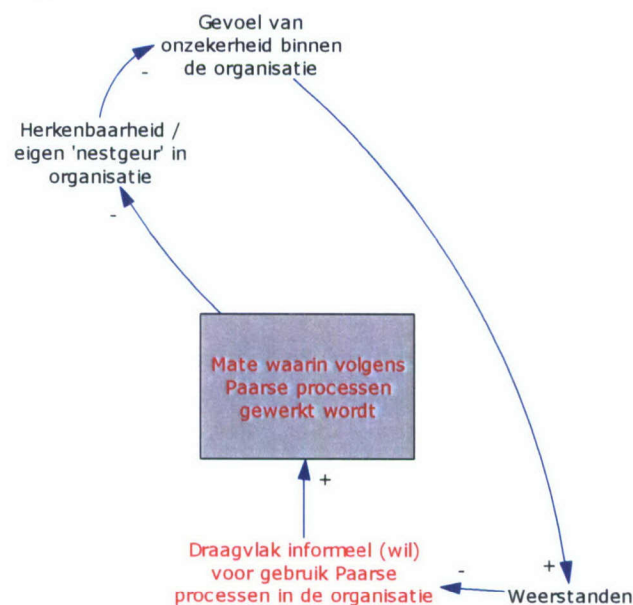 Gevoel van
onzekerheid binnen
de organisatie
-
Herkenbaarheid /
eigen 'nestgeur' in
organisatie
-
Mate waarin volgens
Paarse processen
gewerkt wordt
+
Draagvlak informeel (wil)
voor gebruik Paarse
processen in de organisatie
-
+
Weerstanden